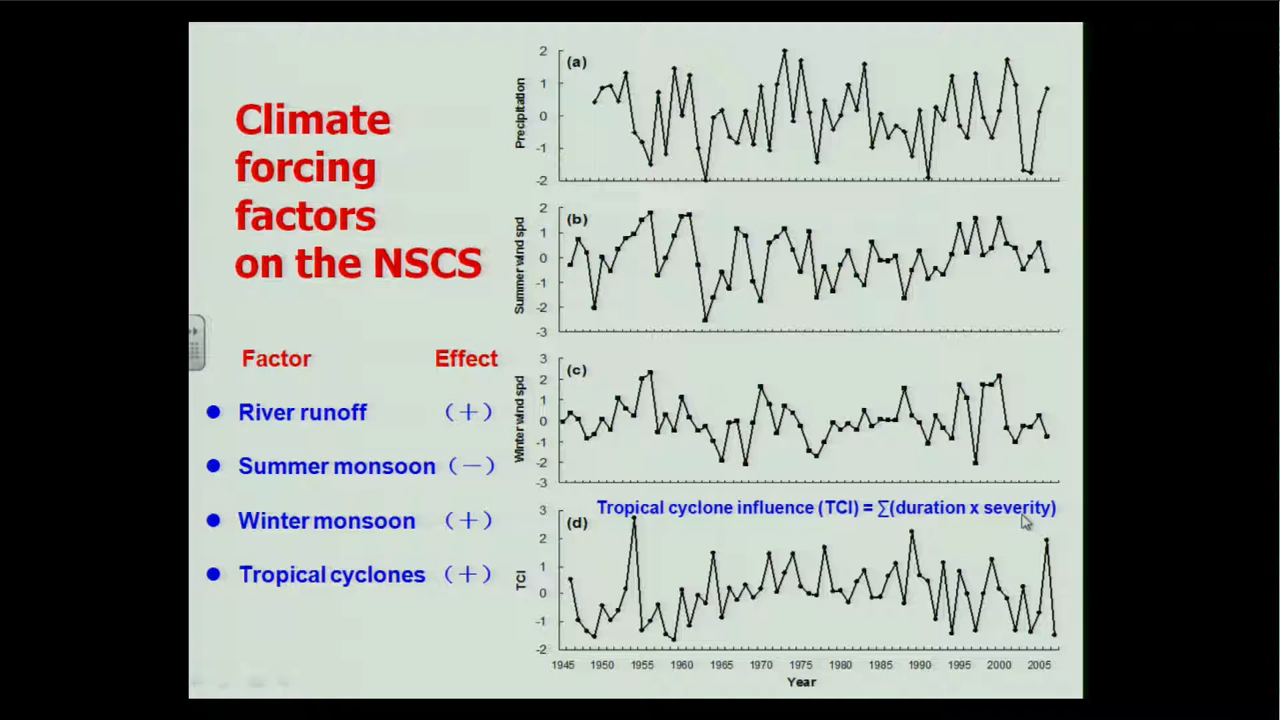 Climate
forcing
factors
on the NSCS
Factor Effect
● River runoff (+)
● Summer monsoon (−)
● Winter monsoon (+)
● Tropical cyclones (+)
(a)
Precipitation
2
1
0
-1
-2
(b)
Summer wind spd
2
1
0
-1
-2
-3
(c)
Winter wind spd
3
2
1
0
-1
-2
-3
Tropical cyclone influence (TCI) = ∑(duration x severity)
(d)
TCI
3
2
1
0
-1
-2
1945 1950 1955 1960 1965 1970 1975 1980 1985 1990 1995 2000 2005
Year